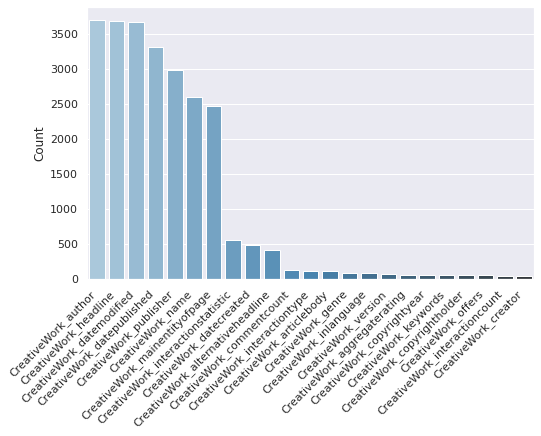 3500
3000
2500
2000
1500
1000
500
0
Count
CreativeWork_author
CreativeWork_headline
CreativeWork_datemodified
CreativeWork_datepublished
CreativeWork_publisher
CreativeWork_name
CreativeWork_mainentityofpage
CreativeWork_interactionstatistic
CreativeWork_datecreated
CreativeWork_alternativeheadline
CreativeWork_commentcount
CreativeWork_interactiontype
CreativeWork_articlebody
CreativeWork_genre
CreativeWork_inlanguage
CreativeWork_version
CreativeWork_aggregaterating
CreativeWork_copyrightyear
CreativeWork_keywords
CreativeWork_copyrightholder
CreativeWork_offers
CreativeWork_interactioncount
CreativeWork_creator